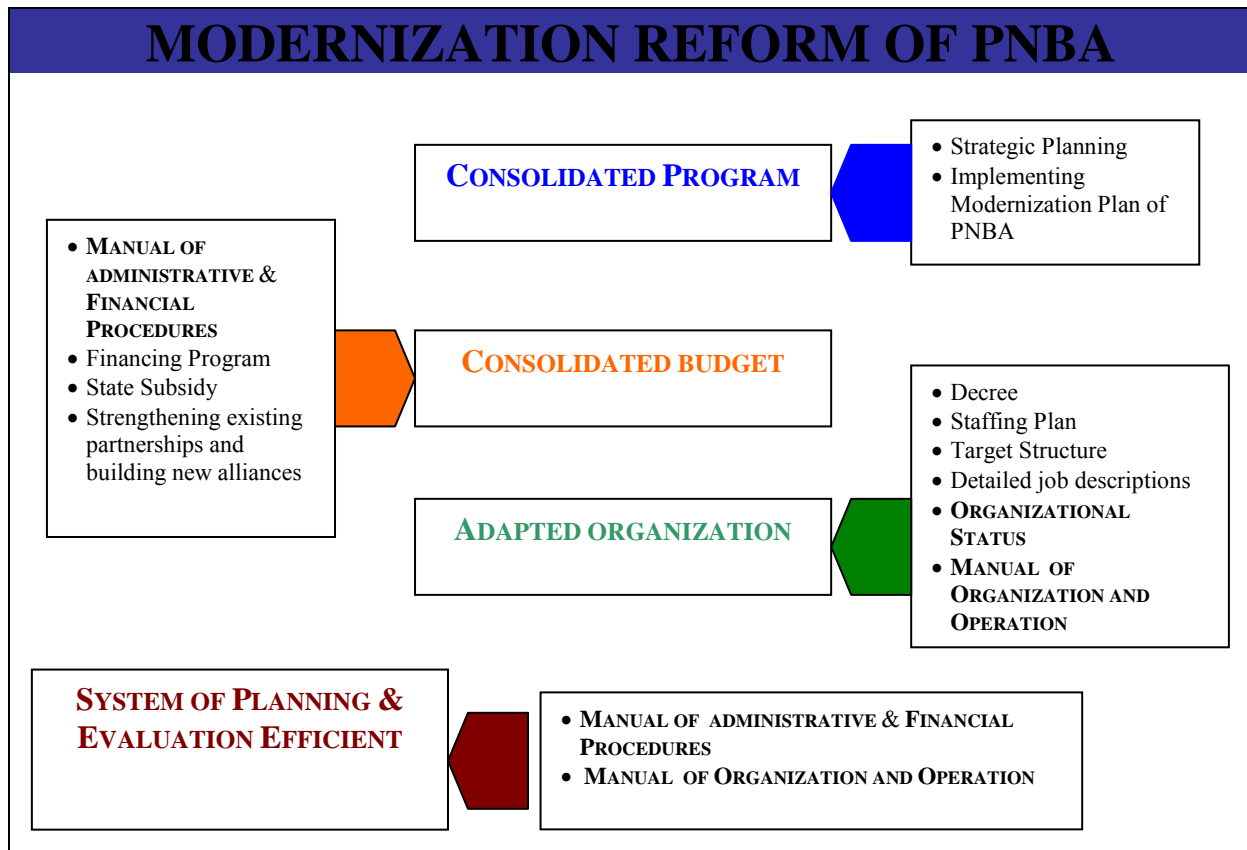 MODERNIZATION REFORM OF PNBA
CONSOLIDATED PROGRAM
• Strategic Planning
• Implementing
Modernization Plan of
PNBA
• MANUAL OF
ADMINISTRATIVE &
FINANCIAL
PROCEDURES
• Financing Program
• State Subsidy
• Strengthening existing
partnerships and
building new alliances
CONSOLIDATED BUDGET
ADAPTED ORGANIZATION
• Decree
• Staffing Plan
• Target Structure
• Detailed job descriptions
• ORGANIZATIONAL
STATUS
• MANUAL OF
ORGANIZATION AND
OPERATION
SYSTEM OF PLANNING &
EVALUATION EFFICIENT
• MANUAL OF ADMINISTRATIVE & FINANCIAL
PROCEDURES
• MANUAL OF ORGANIZATION AND OPERATION